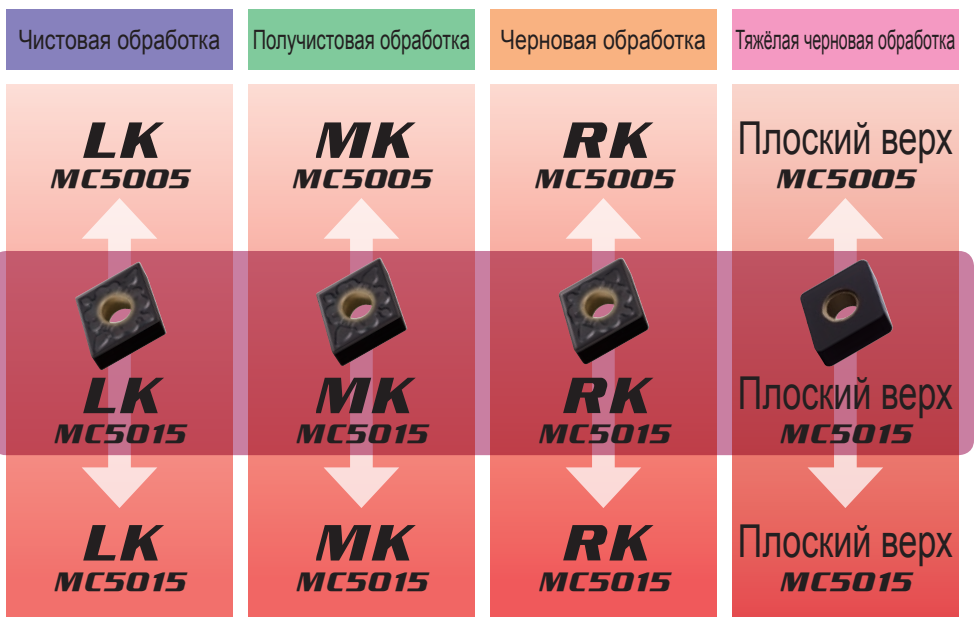 Чистовая обработка
Получистовая обработка
Черновая обработка
Тяжёлая черновая обработка
LK
MC5005
MK
MC5005
RK
MC5005
Плоский верх
MC5005
LK
MC5015
MK
MC5015
RK
MC5015
Плоский верх
MC5015
LK
MC5015
MK
MC5015
RK
MC5015
Плоский верх
MC5015